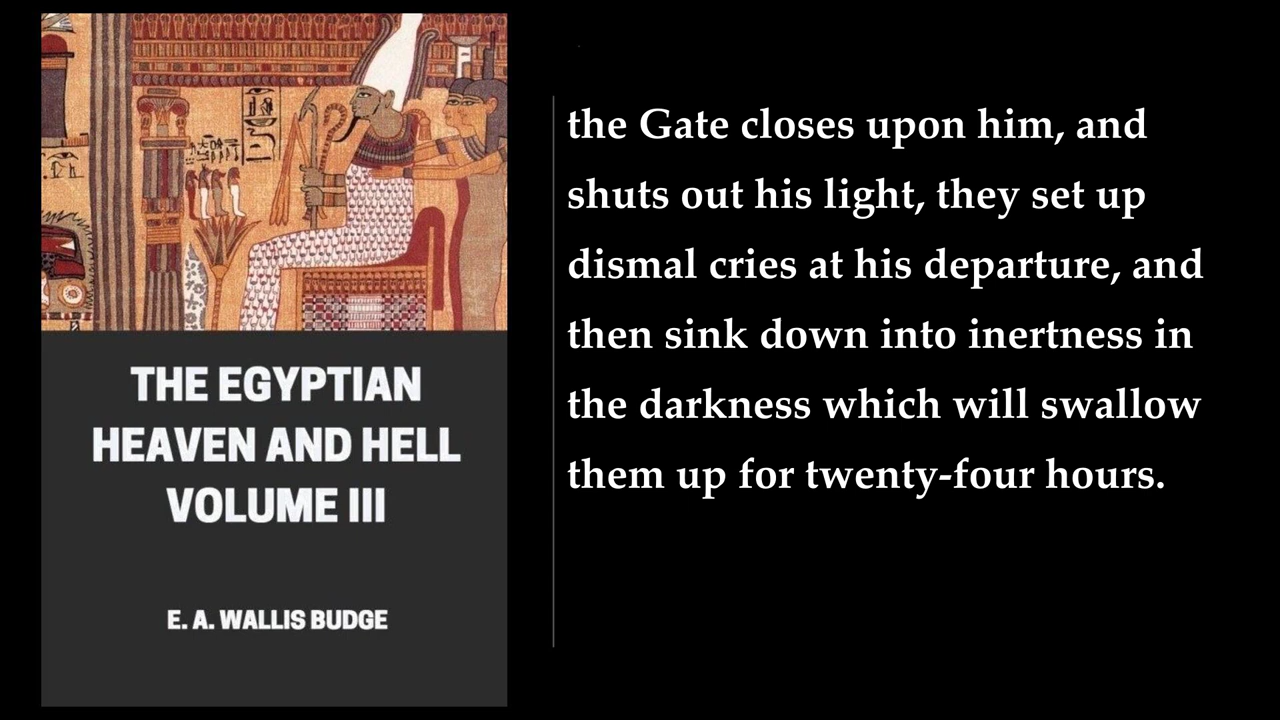 THE EGYPTIAN
HEAVEN AND HELL
VOLUME III
E. A. WALLIS BUDGE
the Gate closes upon him, and
shuts out his light, they set up
dismal cries at his departure, and
then sink down into inertness in
the darkness which will swallow
them up for twenty-four hours.